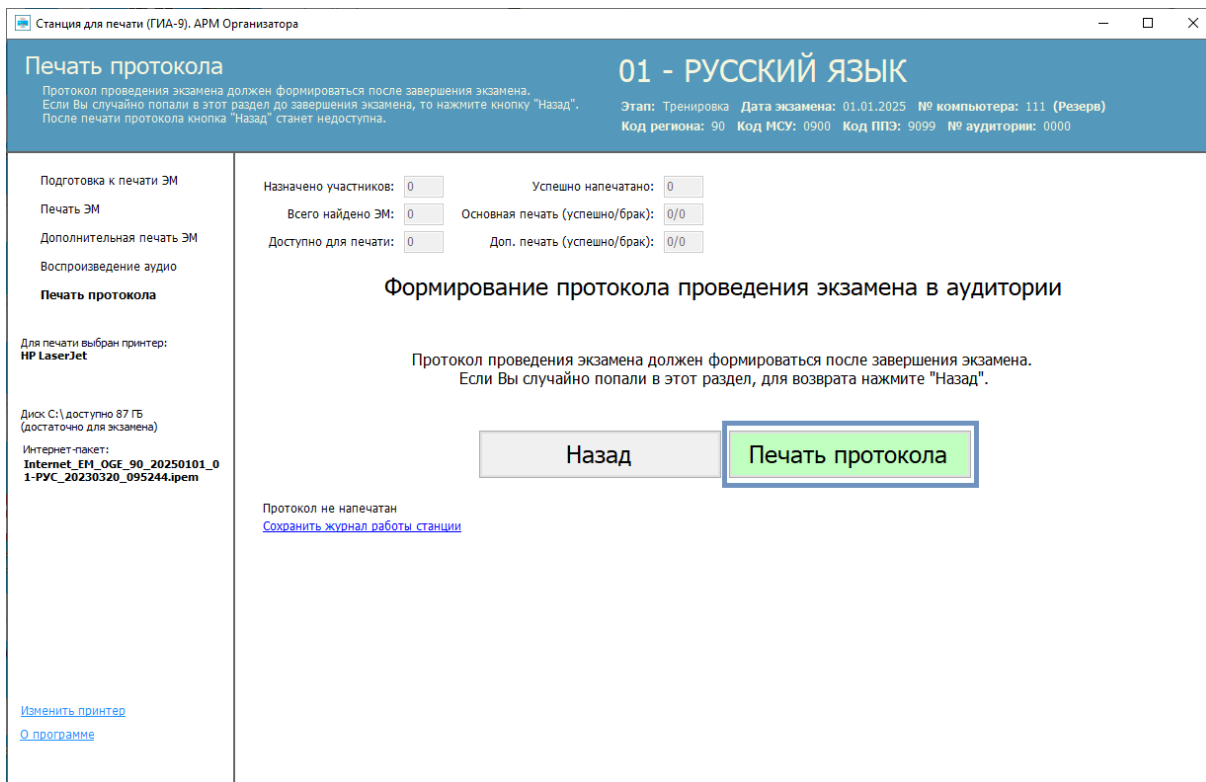 Станция для печати (ГИА-9). АРМ Организатора
Печать протокола
Протокол проведения экзамена должен формироваться после завершения экзамена.
Если Вы случайно попали в этот раздел до завершения экзамена, то нажмите кнопку "Назад".
После печати протокола кнопка "Назад" станет недоступна.
01 - РУССКИЙ ЯЗЫК
Этап: Тренировка Дата экзамена: 01.01.2025 № компьютера: 111 (Резерв)
Код региона: 90 Код МСУ: 0900 Код ППЭ: 9099 № аудитории: 0000
Подготовка к печати ЭМ
Печать ЭМ
Дополнительная печать ЭМ
Воспроизведение аудио
Печать протокола
Для печати выбран принтер:
HP LaserJet
Диск C:\ доступно 87 ГБ
(достаточно для экзамена)
Интернет-пакет:
Internet_EM_OGE_90_20250101_0
1-РУС_20230320_095244.ipem
Изменить принтер
О программе
Назначено участников: 0 Успешно напечатано: 0
Всего найдено ЭМ: 0 Основная печать (успешно/брак): 0/0
Доступно для печати: 0 Доп. печать (успешно/брак): 0/0
Формирование протокола проведения экзамена в аудитории
Протокол проведения экзамена должен формироваться после завершения экзамена.
Если Вы случайно попали в этот раздел, для возврата нажмите "Назад".
Назад Печать протокола
Протокол не напечатан
Сохранить журнал работы станции